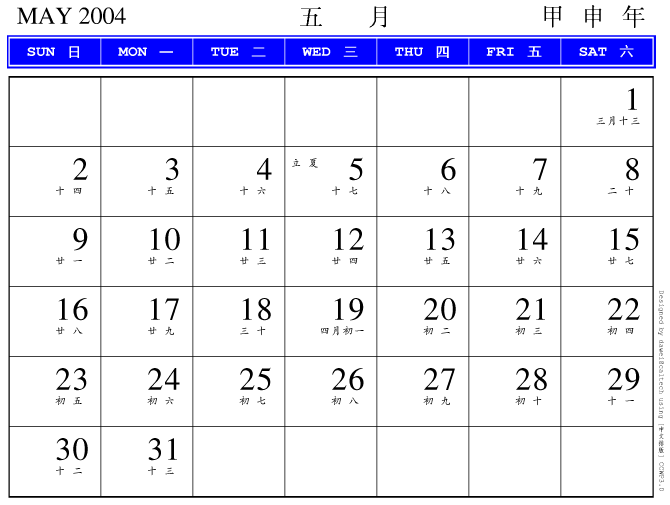 MAY 2004 五 月 甲 申 年
SUN 日 MON 一 TUE 二 WED 三 THU 四 FRI 五 SAT 六
1
三月十三
2 3 4 立 夏 5 6 7 8
十 四 十 五 十 六 十 七 十 八 十 九 二 十
9 10 11 12 13 14 15
廿 一 廿 二 廿 三 廿 四 廿 五 廿 六 廿 七
16 17 18 19 20 21 22
廿 八 廿 九 三 十 四月初一 初 二 初 三 初 四
23 24 25 26 27 28 29
初 五 初 六 初 七 初 八 初 九 初 十 十 一
30 31
十 二 十 三
Designed by dawei@caltech using [中文排版] CCWP3.0